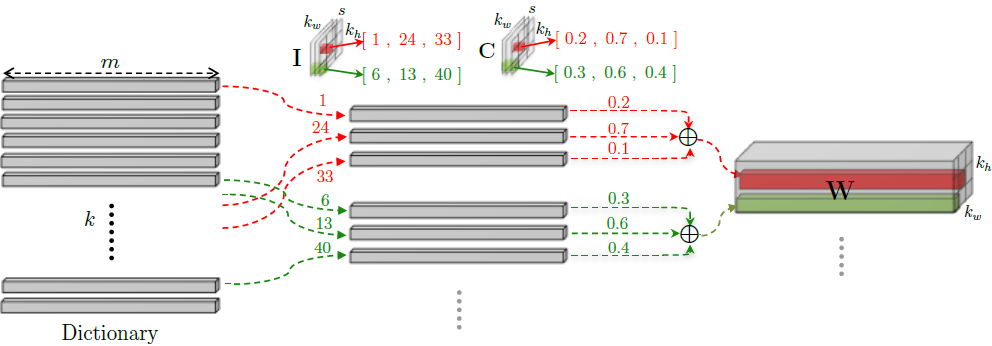 s
k_w
k_h
I
[ 1 , 24 , 33 ]
[ 6 , 13 , 40 ]
s
k_w
k_h
C
[ 0.2 , 0.7 , 0.1 ]
[ 0.3 , 0.6 , 0.4 ]
m
k
Dictionary
1
24
33
6
13
40
0.2
0.7
0.1
0.3
0.6
0.4
W
k_h
k_w